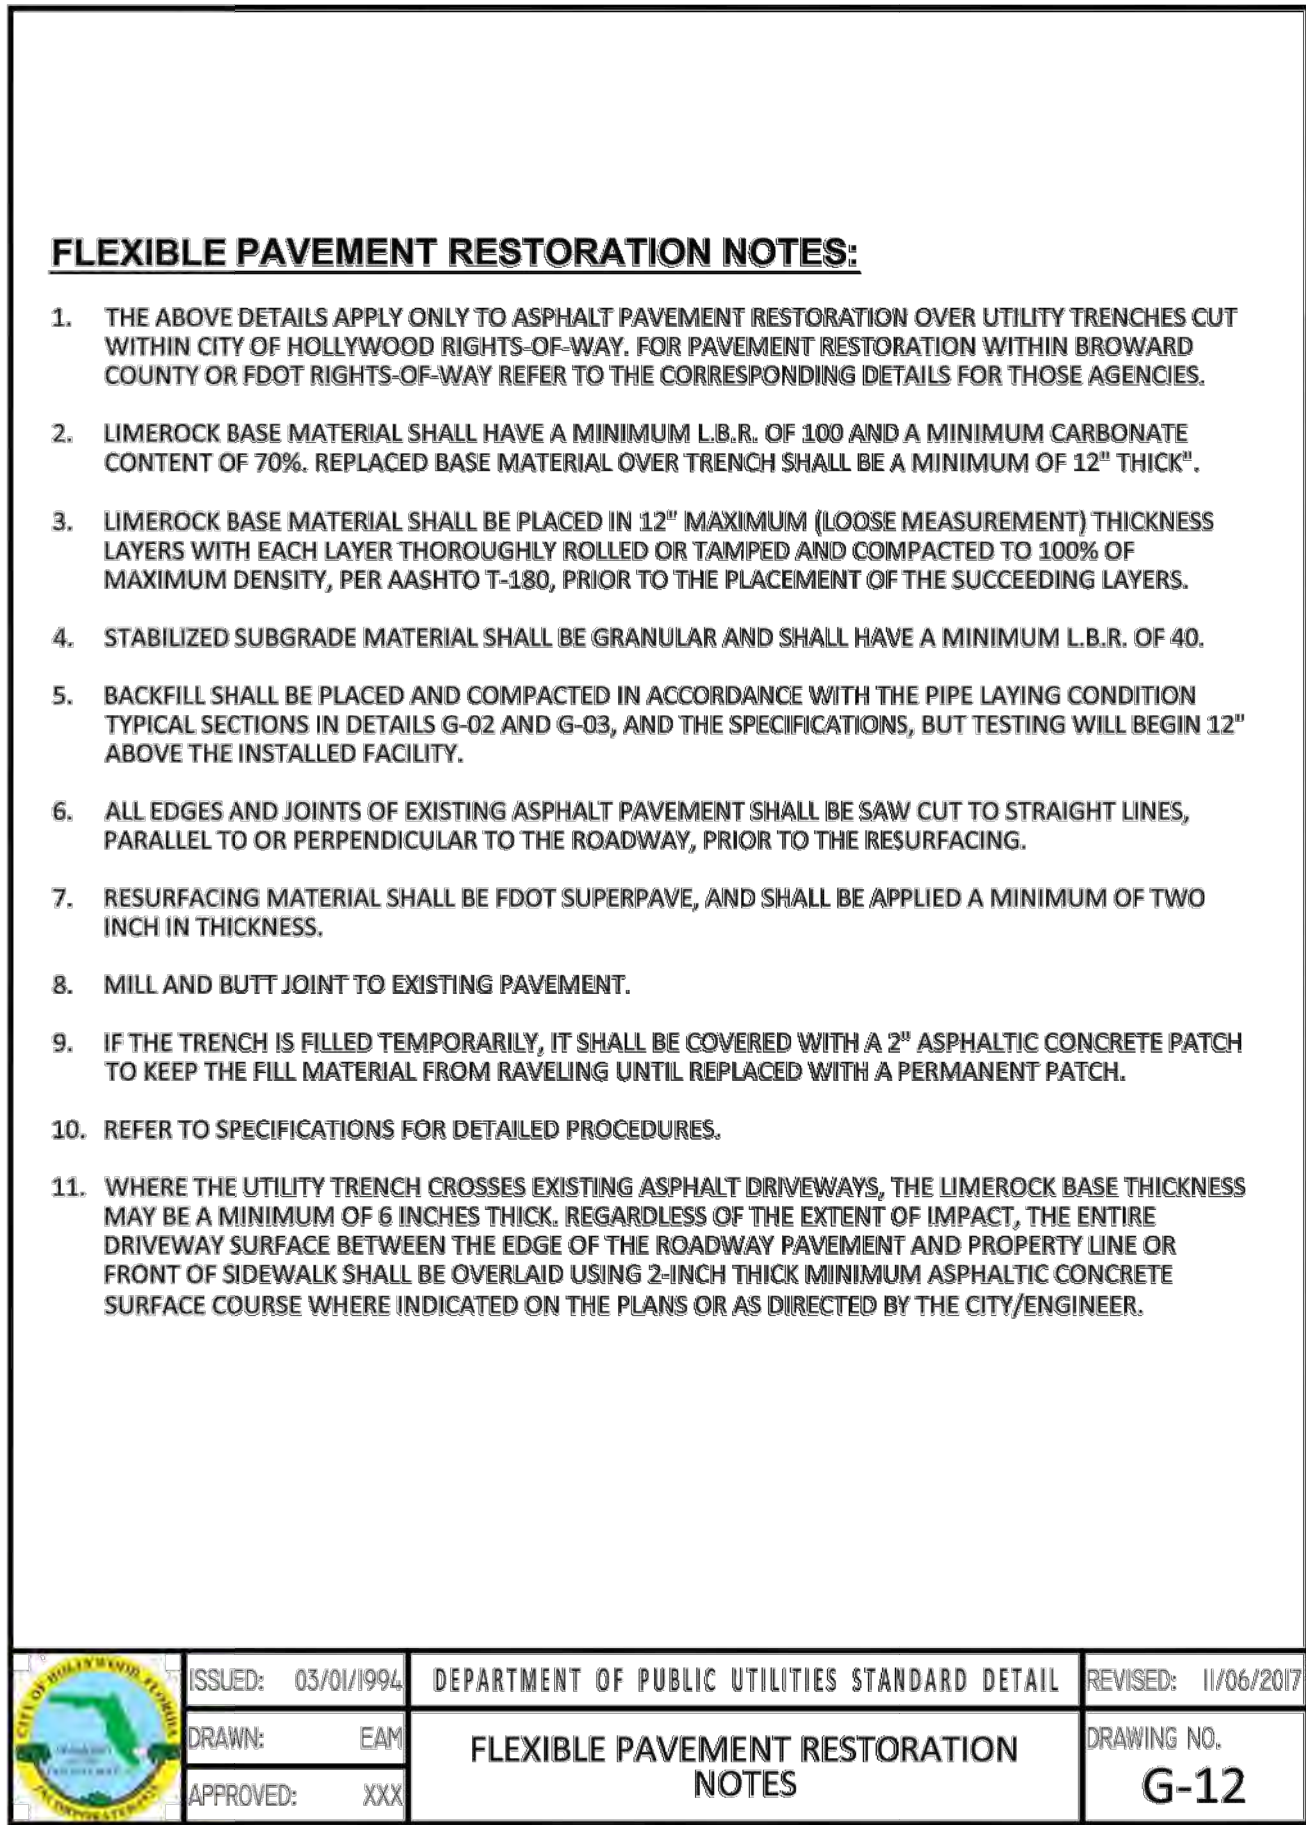 FLEXIBLE PAVEMENT RESTORATION NOTES:
1. THE ABOVE DETAILS APPLY ONLY TO ASPHALT PAVEMENT RESTORATION OVER UTILITY TRENCHES CUT
WITHIN CITY OF HOLLYWOOD RIGHTS-OF-WAY. FOR PAVEMENT RESTORATION WITHIN BROWARD
COUNTY OR FDOT RIGHTS-OF-WAY REFER TO THE CORRESPONDING DETAILS FOR THOSE AGENCIES.
2. LIMEROCK BASE MATERIAL SHALL HAVE A MINIMUM L.B.R. OF 100 AND A MINIMUM CARBONATE
CONTENT OF 70%. REPLACED BASE MATERIAL OVER TRENCH SHALL BE A MINIMUM OF 12" THICK".
3. LIMEROCK BASE MATERIAL SHALL BE PLACED IN 12" MAXIMUM (LOOSE MEASUREMENT) THICKNESS
LAYERS WITH EACH LAYER THOROUGHLY ROLLED OR TAMPED AND COMPACTED TO 100% OF
MAXIMUM DENSITY, PER AASHTO T-180, PRIOR TO THE PLACEMENT OF THE SUCCEEDING LAYERS.
4. STABILIZED SUBGRADE MATERIAL SHALL BE GRANULAR AND SHALL HAVE A MINIMUM L.B.R. OF 40.
5. BACKFILL SHALL BE PLACED AND COMPACTED IN ACCORDANCE WITH THE PIPE LAYING CONDITION
TYPICAL SECTIONS IN DETAILS G-02 AND G-03, AND THE SPECIFICATIONS, BUT TESTING WILL BEGIN 12"
ABOVE THE INSTALLED FACILITY.
6. ALL EDGES AND JOINTS OF EXISTING ASPHALT PAVEMENT SHALL BE SAW CUT TO STRAIGHT LINES,
PARALLEL TO OR PERPENDICULAR TO THE ROADWAY, PRIOR TO THE RESURFACING.
7. RESURFACING MATERIAL SHALL BE FDOT SUPERPAVE, AND SHALL BE APPLIED A MINIMUM OF TWO
INCH IN THICKNESS.
8. MILL AND BUTT JOINT TO EXISTING PAVEMENT.
9. IF THE TRENCH IS FILLED TEMPORARILY, IT SHALL BE COVERED WITH A 2" ASPHALTIC CONCRETE PATCH
TO KEEP THE FILL MATERIAL FROM RAVELING UNTIL REPLACED WITH A PERMANENT PATCH.
10. REFER TO SPECIFICATIONS FOR DETAILED PROCEDURES.
11. WHERE THE UTILITY TRENCH CROSSES EXISTING ASPHALT DRIVEWAYS, THE LIMEROCK BASE THICKNESS
MAY BE A MINIMUM OF 6 INCHES THICK. REGARDLESS OF THE EXTENT OF IMPACT, THE ENTIRE
DRIVEWAY SURFACE BETWEEN THE EDGE OF THE ROADWAY PAVEMENT AND PROPERTY LINE OR
FRONT OF SIDEWALK SHALL BE OVERLAID USING 2-INCH THICK MINIMUM ASPHALTIC CONCRETE
SURFACE COURSE WHERE INDICATED ON THE PLANS OR AS DIRECTED BY THE CITY/ENGINEER.
CITY OF HOLLYWOOD, FLORIDA
INCORPORATED
ISSUED: 03/01/1994
DRAWN: EAM
APPROVED: XXX
DEPARTMENT OF PUBLIC UTILITIES STANDARD DETAIL
FLEXIBLE PAVEMENT RESTORATION
NOTES
REVISED: 11/06/2017
DRAWING NO.
G-12